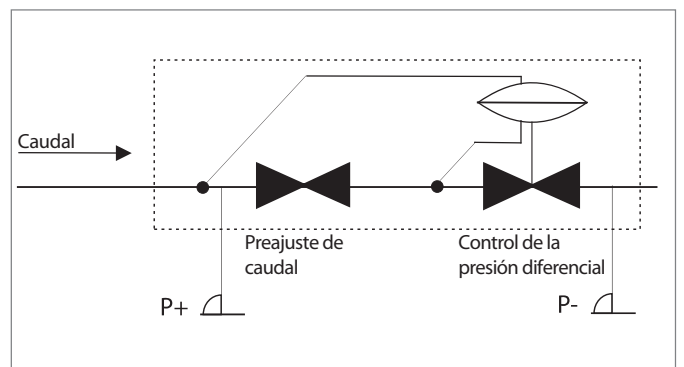 Caudal
Preajuste de
caudal
Control de la
presión diferencial
P+
P-